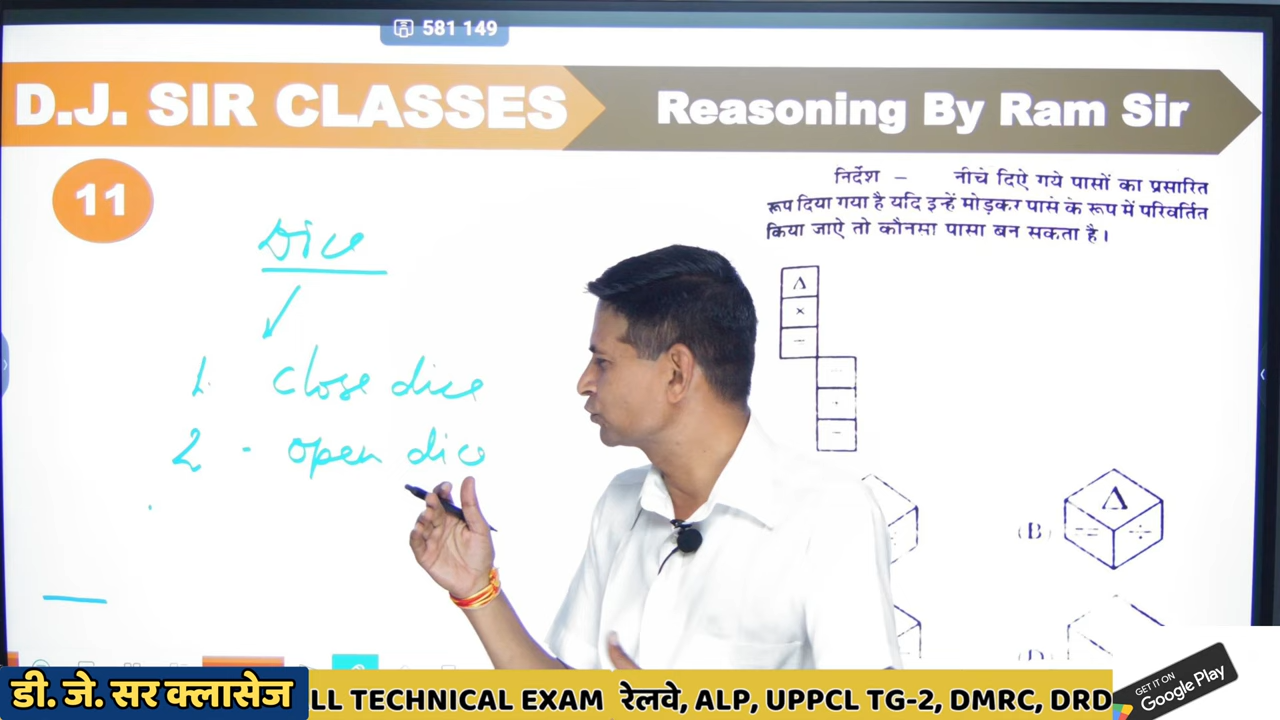 581 149
D.J. SIR CLASSES
Reasoning By Ram Sir
11
निर्देश – नीचे दिऐ गये पासों का प्रसारित
रूप दिया गया है यदि इन्हें मोड़कर पासे के रूप में परिवर्तित
किया जाऐ तो कौनसा पासा बन सकता है।
Dice
1. Close dice
2 - open dice
Δ
×
=
÷
·
−
(B)
Δ
= ÷
(D)
डी. जे. सर क्लासेज
LL TECHNICAL EXAM रेलवे, ALP, UPPCL TG-2, DMRC, DRD
GET IT ON
Google Play